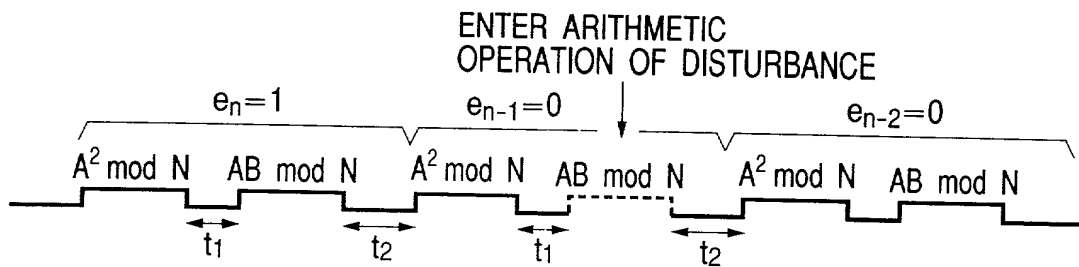 ENTER ARITHMETIC
OPERATION OF DISTURBANCE
eₙ=1 eₙ₋₁=0 eₙ₋₂=0
A² mod N AB mod N A² mod N AB mod N A² mod N AB mod N
t₁ t₂ t₁ t₂